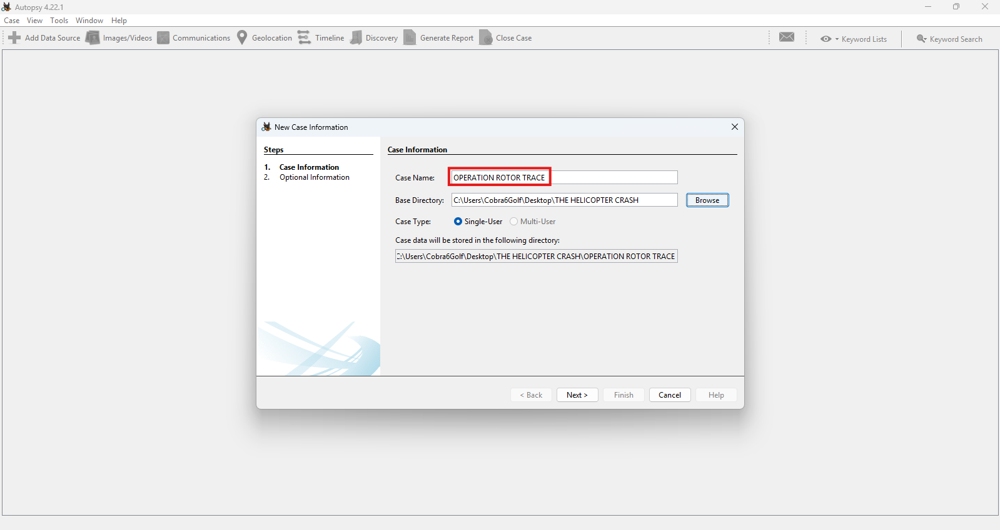 Autopsy 4.22.1
Case View Tools Window Help
Add Data Source Images/Videos Communications Geolocation Timeline Discovery Generate Report Close Case Keyword Lists Keyword Search
New Case Information
Steps
1. Case Information
2. Optional Information
Case Information
Case Name: OPERATION ROTOR TRACE
Base Directory: C:\Users\Cobra6Golf\Desktop\THE HELICOPTER CRASH Browse
Case Type: Single-User Multi-User
Case data will be stored in the following directory:
:\Users\Cobra6Golf\Desktop\THE HELICOPTER CRASH\OPERATION ROTOR TRACE
< Back Next > Finish Cancel Help